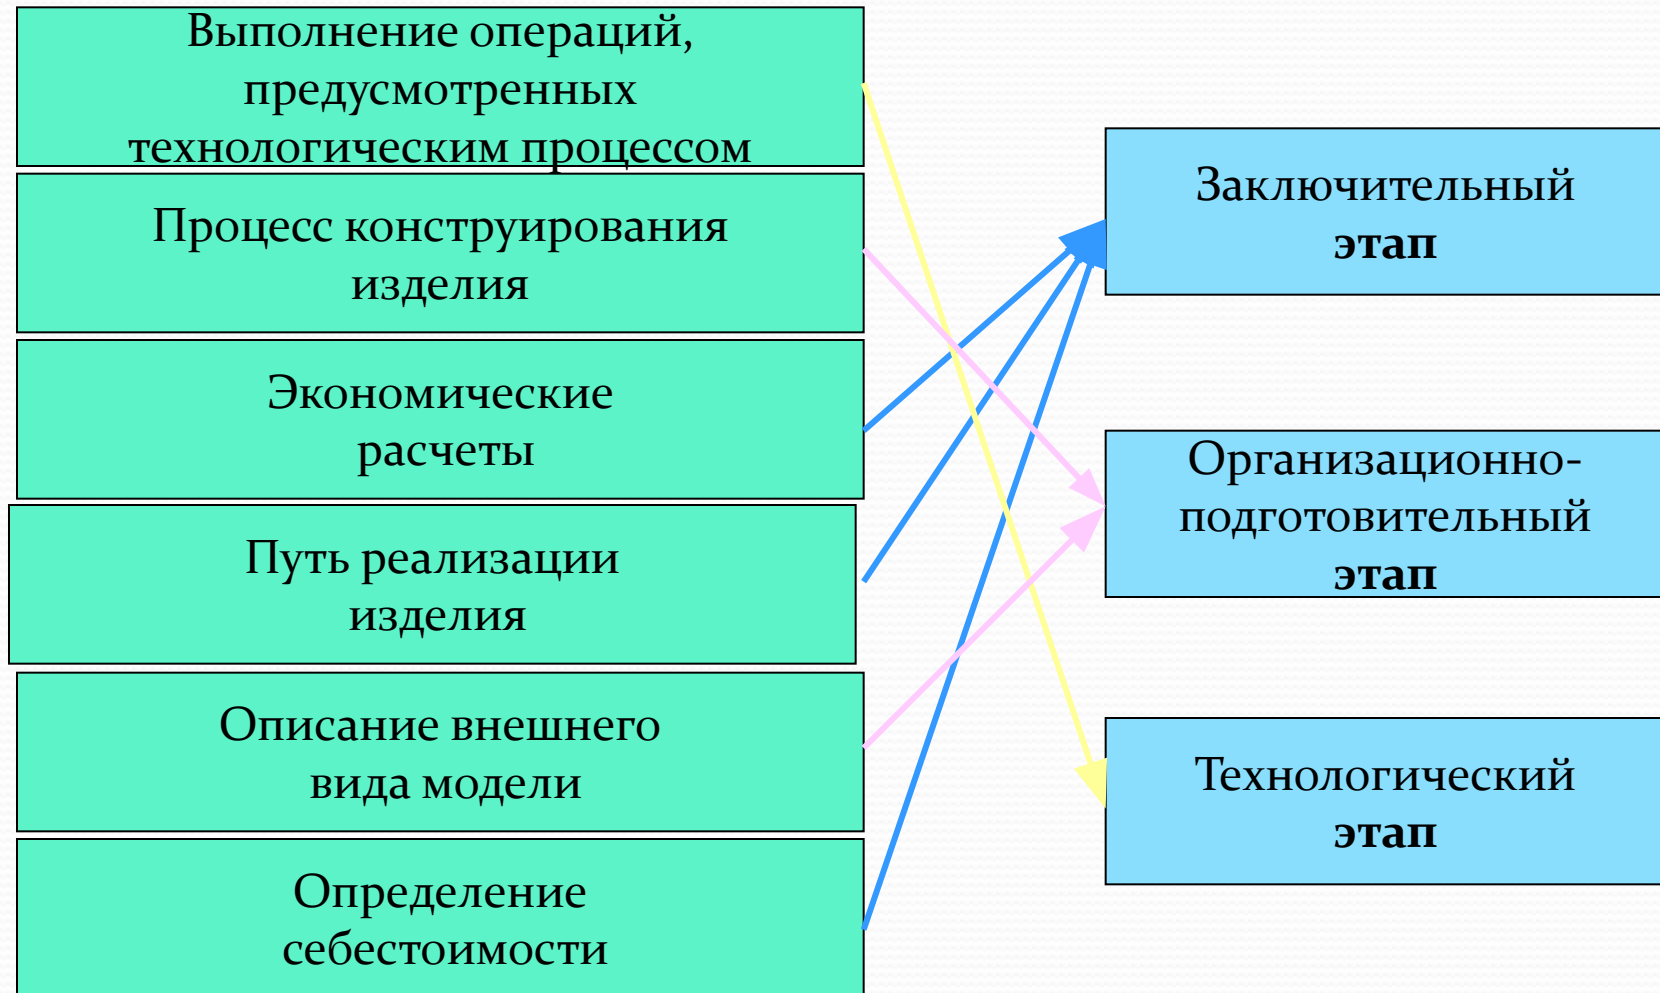 Выполнение операций,
предусмотренных
технологическим процессом
Процесс конструирования
изделия
Экономические
расчеты
Путь реализации
изделия
Описание внешнего
вида модели
Определение
себестоимости
Заключительный
этап
Организационно-
подготовительный
этап
Технологический
этап